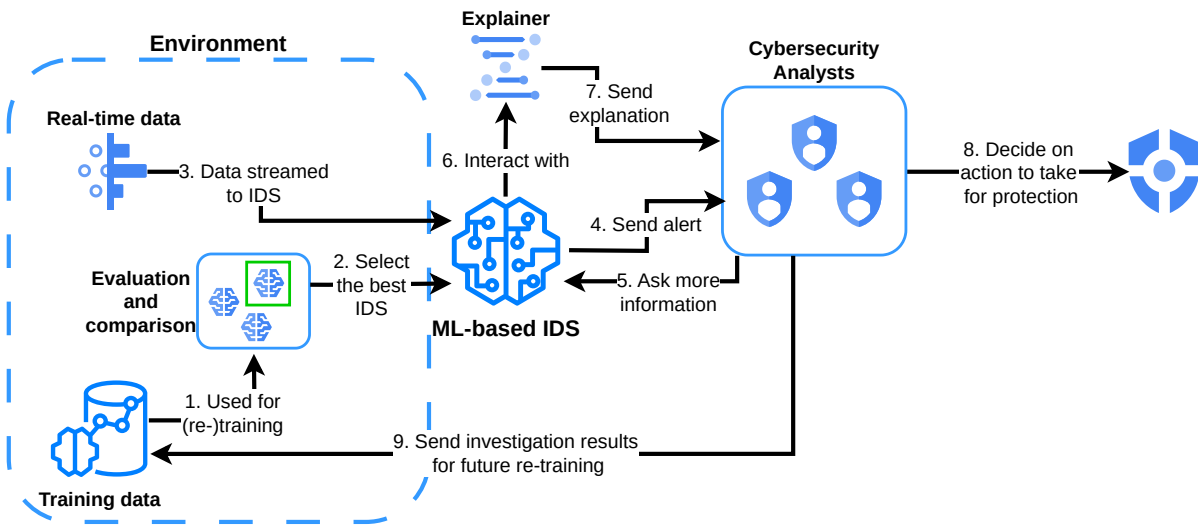 Explainer
Environment
Cybersecurity
Analysts
Real-time data
7. Send
explanation
6. Interact with
3. Data streamed
to IDS
8. Decide on
action to take
for protection
4. Send alert
Evaluation
and
comparison
2. Select
the best
IDS
5. Ask more
information
ML-based IDS
1. Used for
(re-)training
9. Send investigation results
for future re-training
Training data